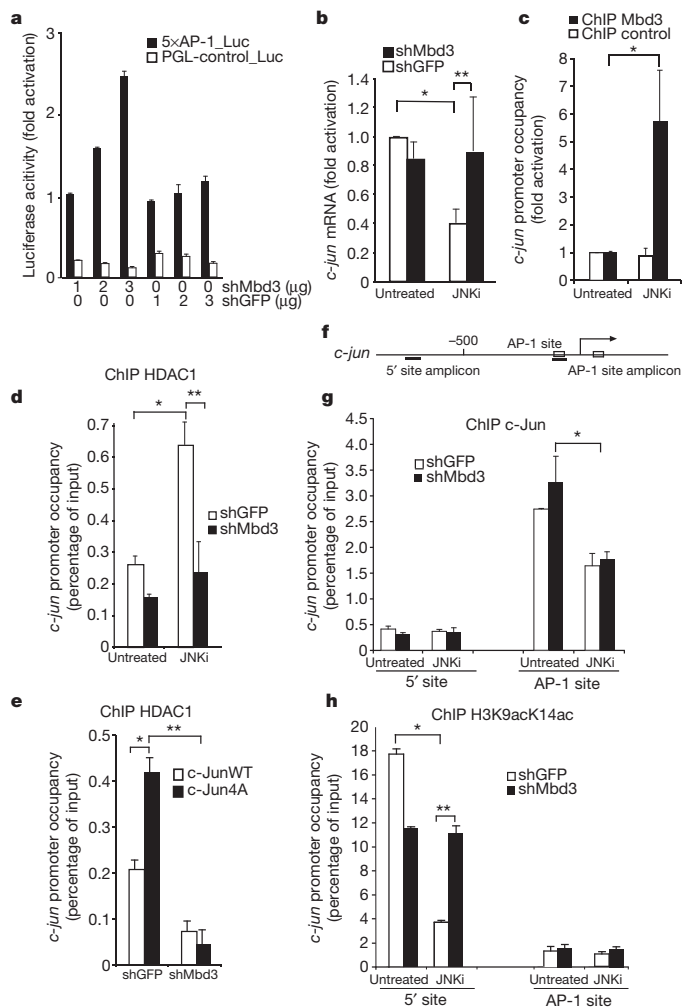 a
3
2
1
0
Luciferase acitivity (fold activation)
5×AP-1_Luc
PGL-control_Luc
1 2 3 0 0 0 shMbd3 (μg)
0 0 0 1 2 3 shGFP (μg)
b
1.4
1.2
1.0
0.8
0.6
0.4
0.2
0
c-jun mRNA (fold activation)
shMbd3
shGFP
*
**
Untreated JNKi
c
ChIP Mbd3
ChIP control
10
8
6
4
2
1
0
c-jun promoter occupancy
(fold activation)
*
Untreated JNKi
d
ChIP HDAC1
0.7
0.6
0.5
0.4
0.3
0.2
0.1
0
c-jun promoter occupancy
(percentage of input)
*
**
shGFP
shMbd3
Untreated JNKi
e
ChIP HDAC1
0.5
0.4
0.3
0.2
0.1
0
c-jun promoter occupancy
(percentage of input)
*
**
c-JunWT
c-Jun4A
shGFP shMbd3
f
c-jun
–500
AP-1 site
5′ site amplicon
AP-1 site amplicon
g
ChIP c-Jun
4.5
4.0
3.5
3.0
2.5
2.0
1.5
1.0
0.5
0
c-jun promoter occupancy
(percentage of input)
shGFP
shMbd3
*
Untreated JNKi Untreated JNKi
5′ site AP-1 site
h
ChIP H3K9acK14ac
20
18
16
14
12
10
8
6
4
2
0
c-jun promoter occupancy
(percentage of input)
*
**
shGFP
shMbd3
Untreated JNKi Untreated JNKi
5′ site AP-1 site